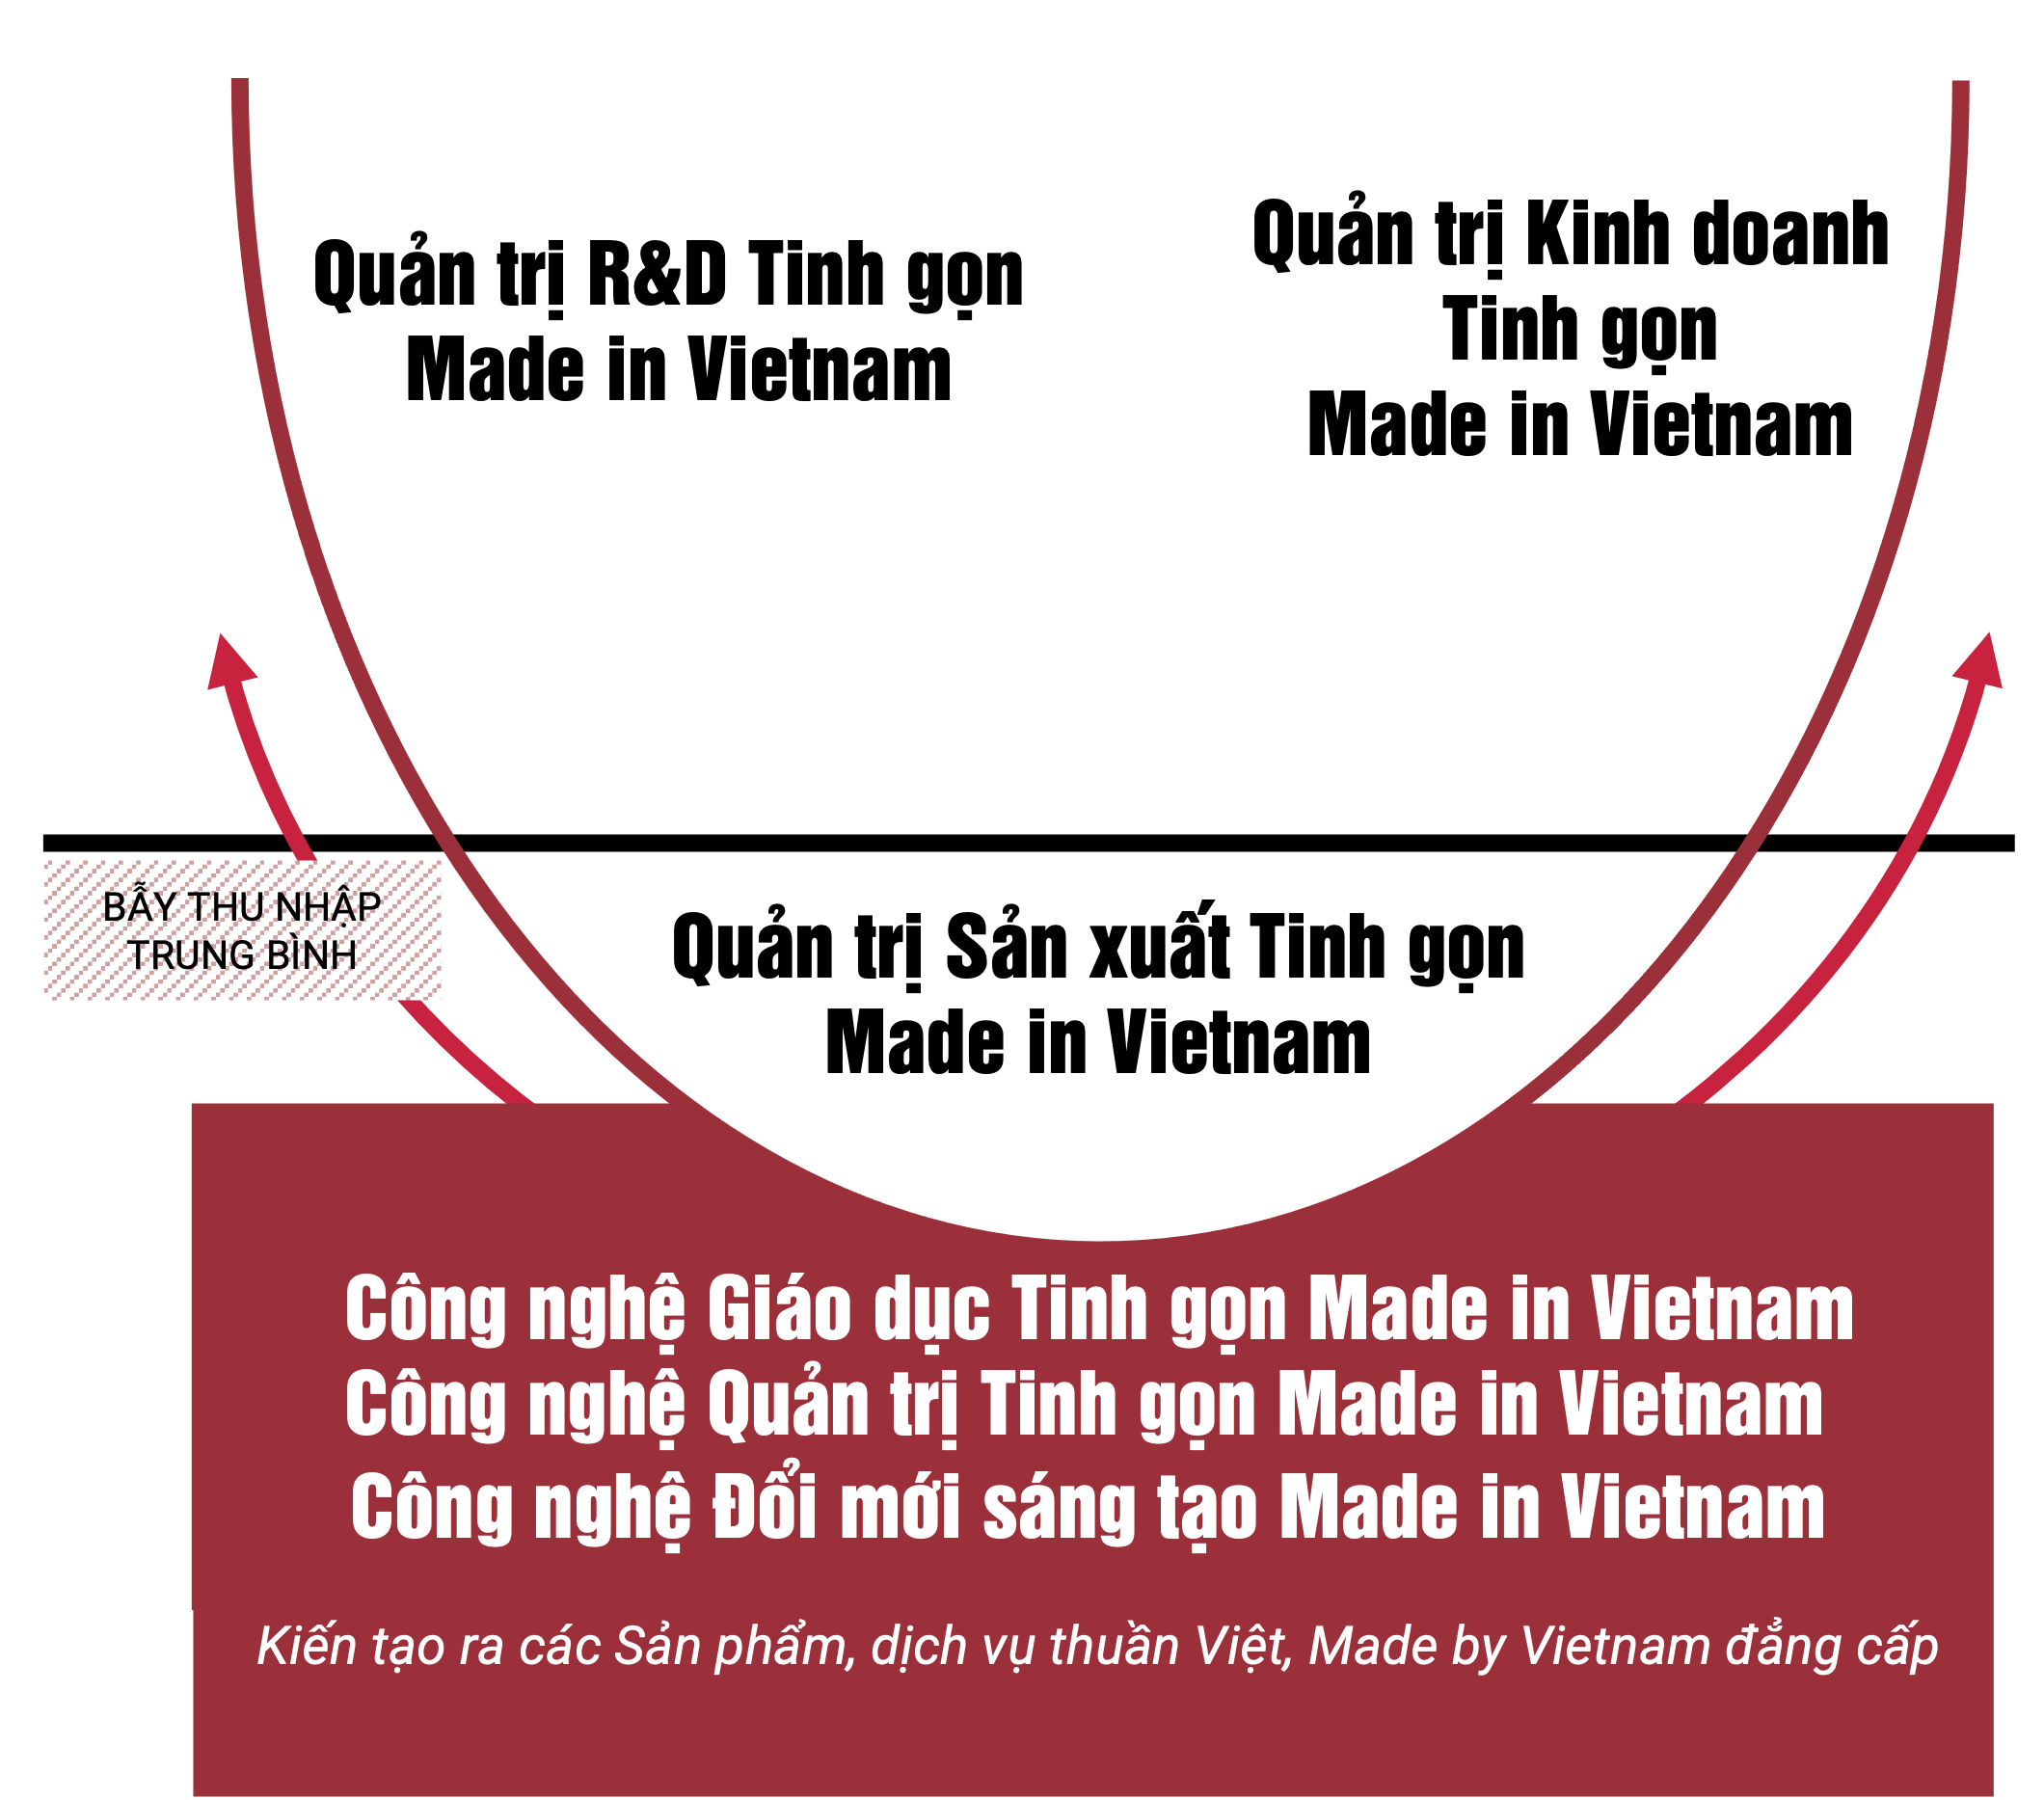 Quản trị R&D Tinh gọn
Made in Vietnam
Quản trị Kinh doanh
Tinh gọn
Made in Vietnam
BẪY THU NHẬP
TRUNG BÌNH
Quản trị Sản xuất Tinh gọn
Made in Vietnam
Công nghệ Giáo dục Tinh gọn Made in Vietnam
Công nghệ Quản trị Tinh gọn Made in Vietnam
Công nghệ Đổi mới sáng tạo Made in Vietnam
Kiến tạo ra các Sản phẩm, dịch vụ thuần Việt, Made by Vietnam đẳng cấp